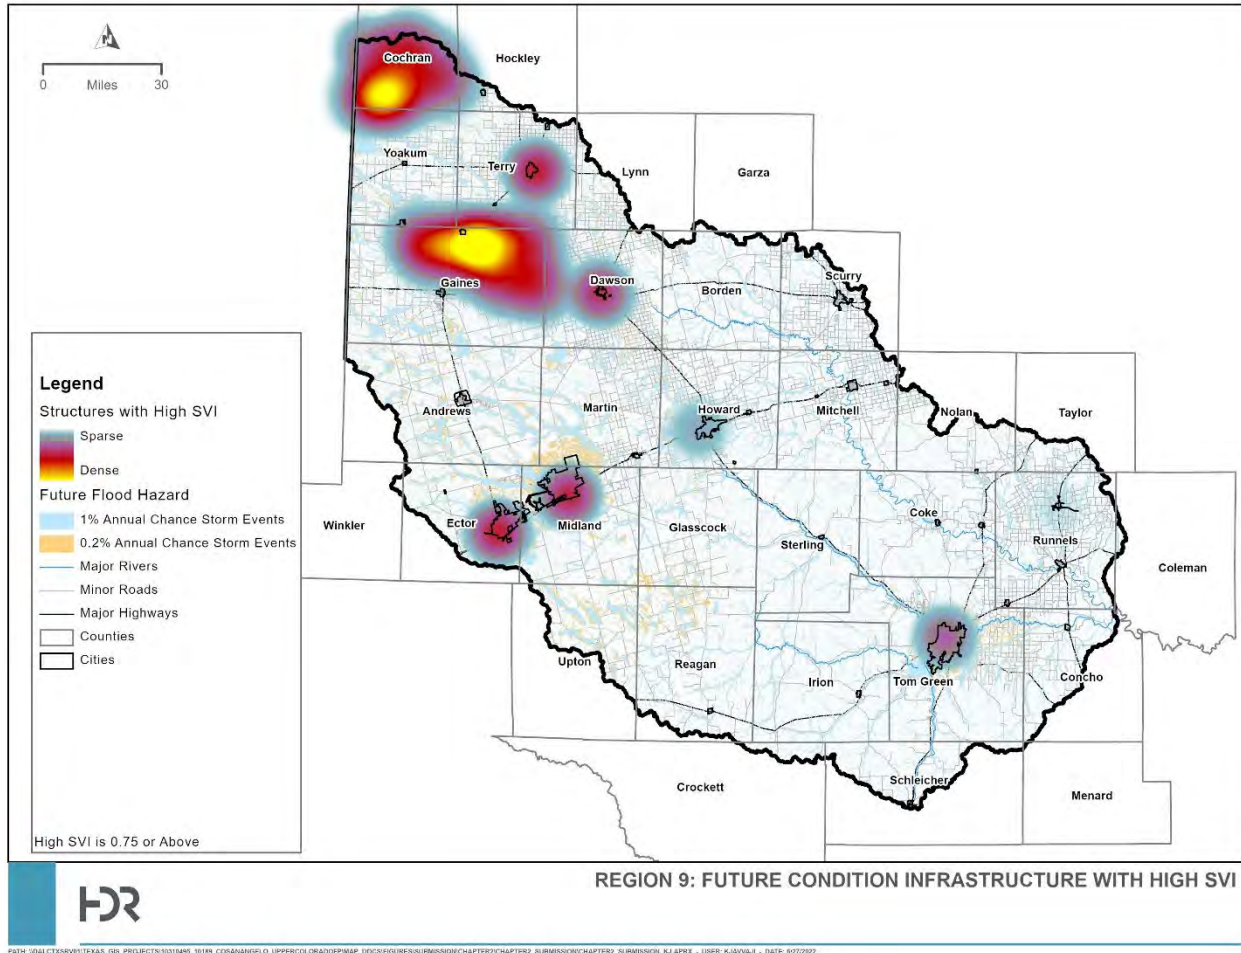 N
0
30
Miles
Cochran
Hockley
Yoakum
Terry
Lynn
Garza
Gaines
Dawson
Borden
Scurry
Andrews
Martin
Howard
Mitchell
Nolan
Taylor
Winkler
Ector
Midland
Glasscock
Sterling
Coke
Runnels
Coleman
Upton
Reagan
Irion
Tom Green
Concho
Crockett
Schleicher
Menard
Legend
Structures with High SVI
Sparse
Dense
Future Flood Hazard
1% Annual Chance Storm Events
0.2% Annual Chance Storm Events
Major Rivers
Minor Roads
Major Highways
Counties
Cities
High SVI is 0.75 or Above
REGION 9: FUTURE CONDITION INFRASTRUCTURE WITH HIGH SVI
HDR